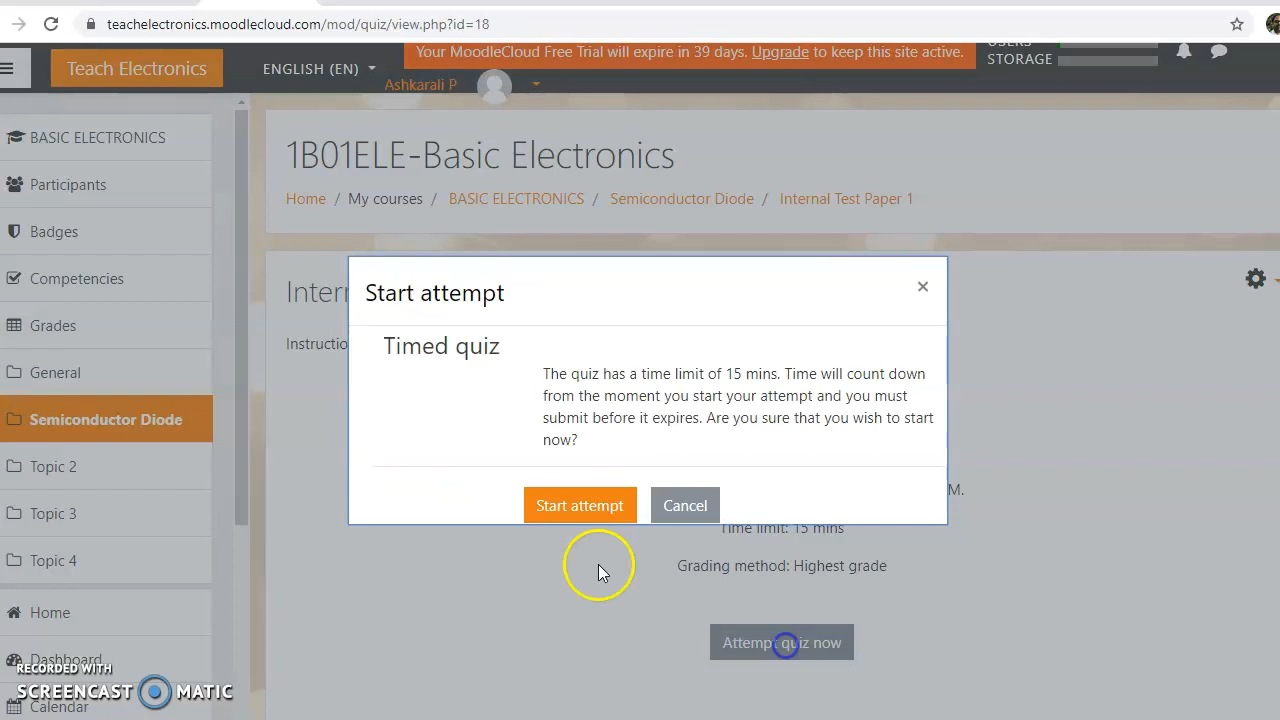 teachelectronics.moodlecloud.com/mod/quiz/view.php?id=18
Teach Electronics
ENGLISH (EN)
Your MoodleCloud Free Trial will expire in 39 days. Upgrade to keep this site active.
USERS
STORAGE
Ashkarali P
BASIC ELECTRONICS
Participants
Badges
Competencies
Grades
General
Semiconductor Diode
Topic 2
Topic 3
Topic 4
Home
Dashboard
Calendar
1B01ELE-Basic Electronics
Home / My courses / BASIC ELECTRONICS / Semiconductor Diode / Internal Test Paper 1
Intern
Instructio
Start attempt
×
Timed quiz
The quiz has a time limit of 15 mins. Time will count down
from the moment you start your attempt and you must
submit before it expires. Are you sure that you wish to start
now?
Start attempt
Cancel
M.
Time limit: 15 mins
Grading method: Highest grade
Attempt quiz now
RECORDED WITH
SCREENCAST MATIC